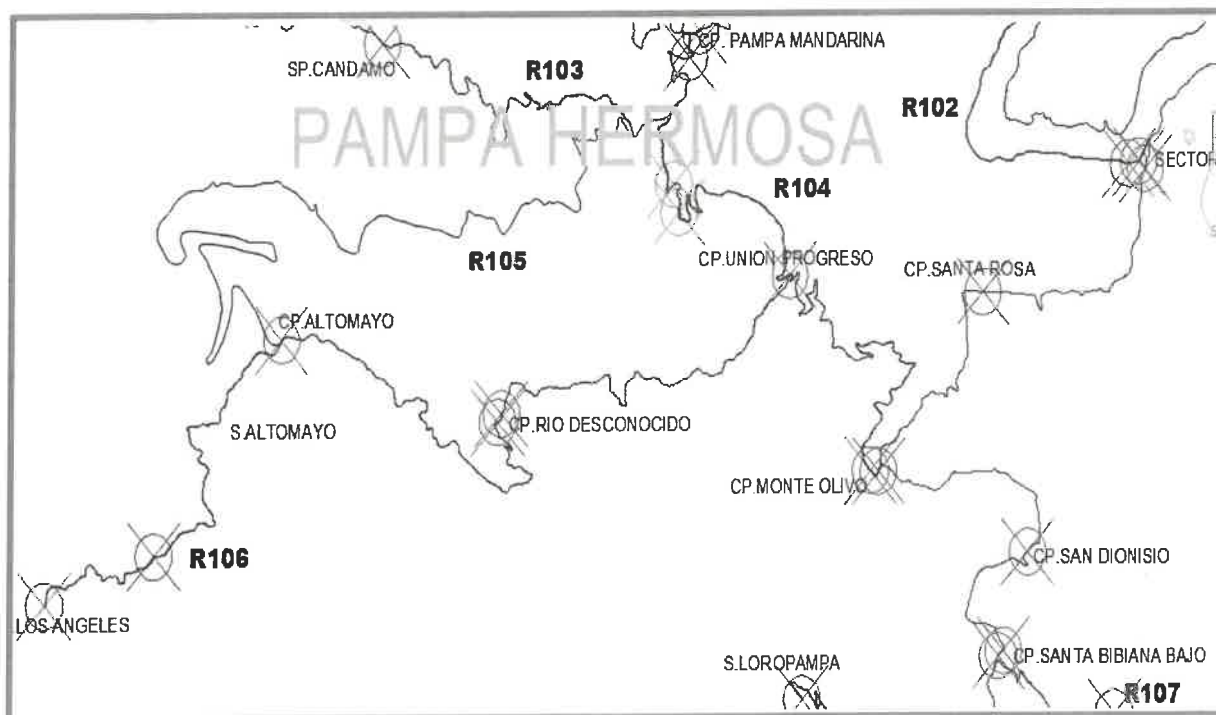 CP. PAMPA MANDARINA
SP.CANDAMO
R103
R102
PAMPA HERMOSA
SECTOR
R104
CP.UNION PROGRESO
R105
CP.SANTA ROSA
CP.ALTOMAYO
S.ALTOMAYO
CP.RIO DESCONOCIDO
CP.MONTE OLIVO
R106
CP.SAN DIONISIO
LOS ANGELES
CP.SANTA BIBIANA BAJO
S.LOROPAMPA
R107